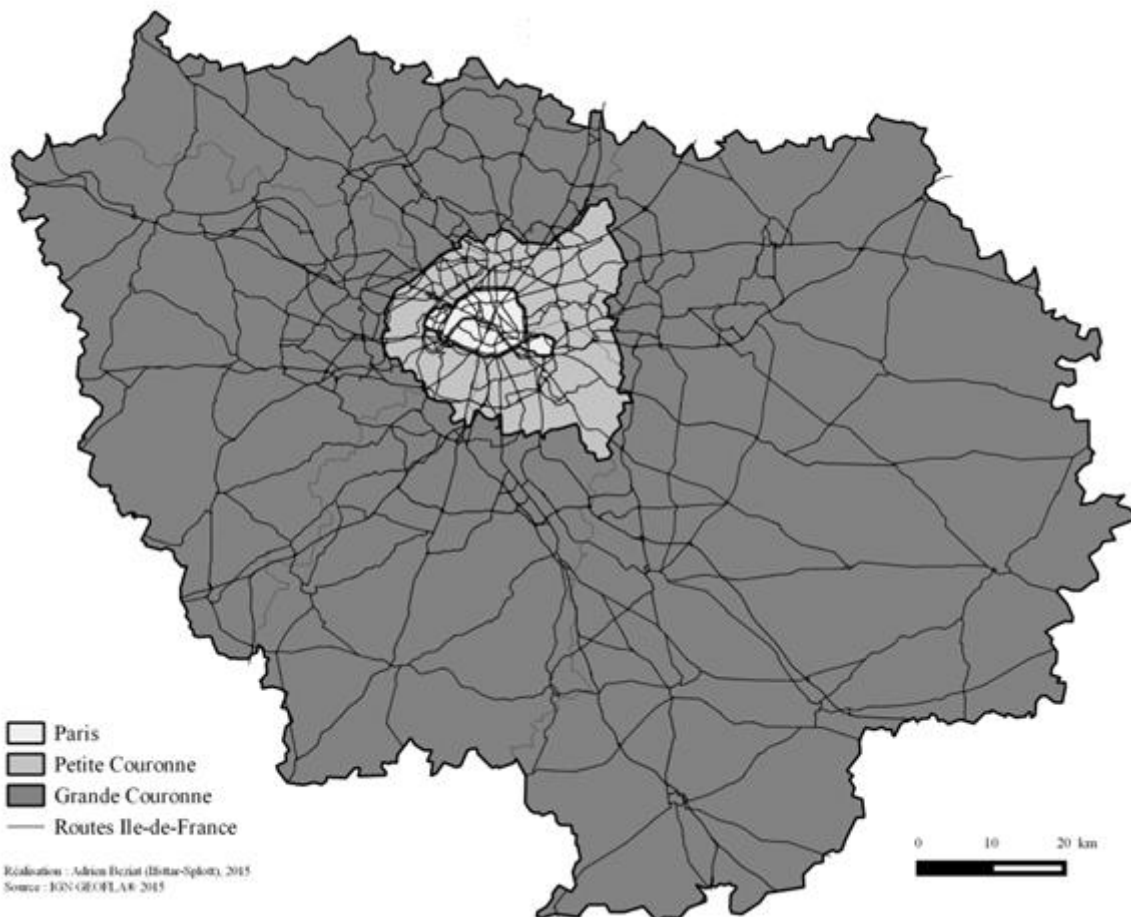 Paris
Petite Couronne
Grande Couronne
Routes Ile-de-France
0 10 20 km
Réalisation : Adrien Beziat (Ifsttar-Splott), 2015
Source : IGN GEOFLA® 2015